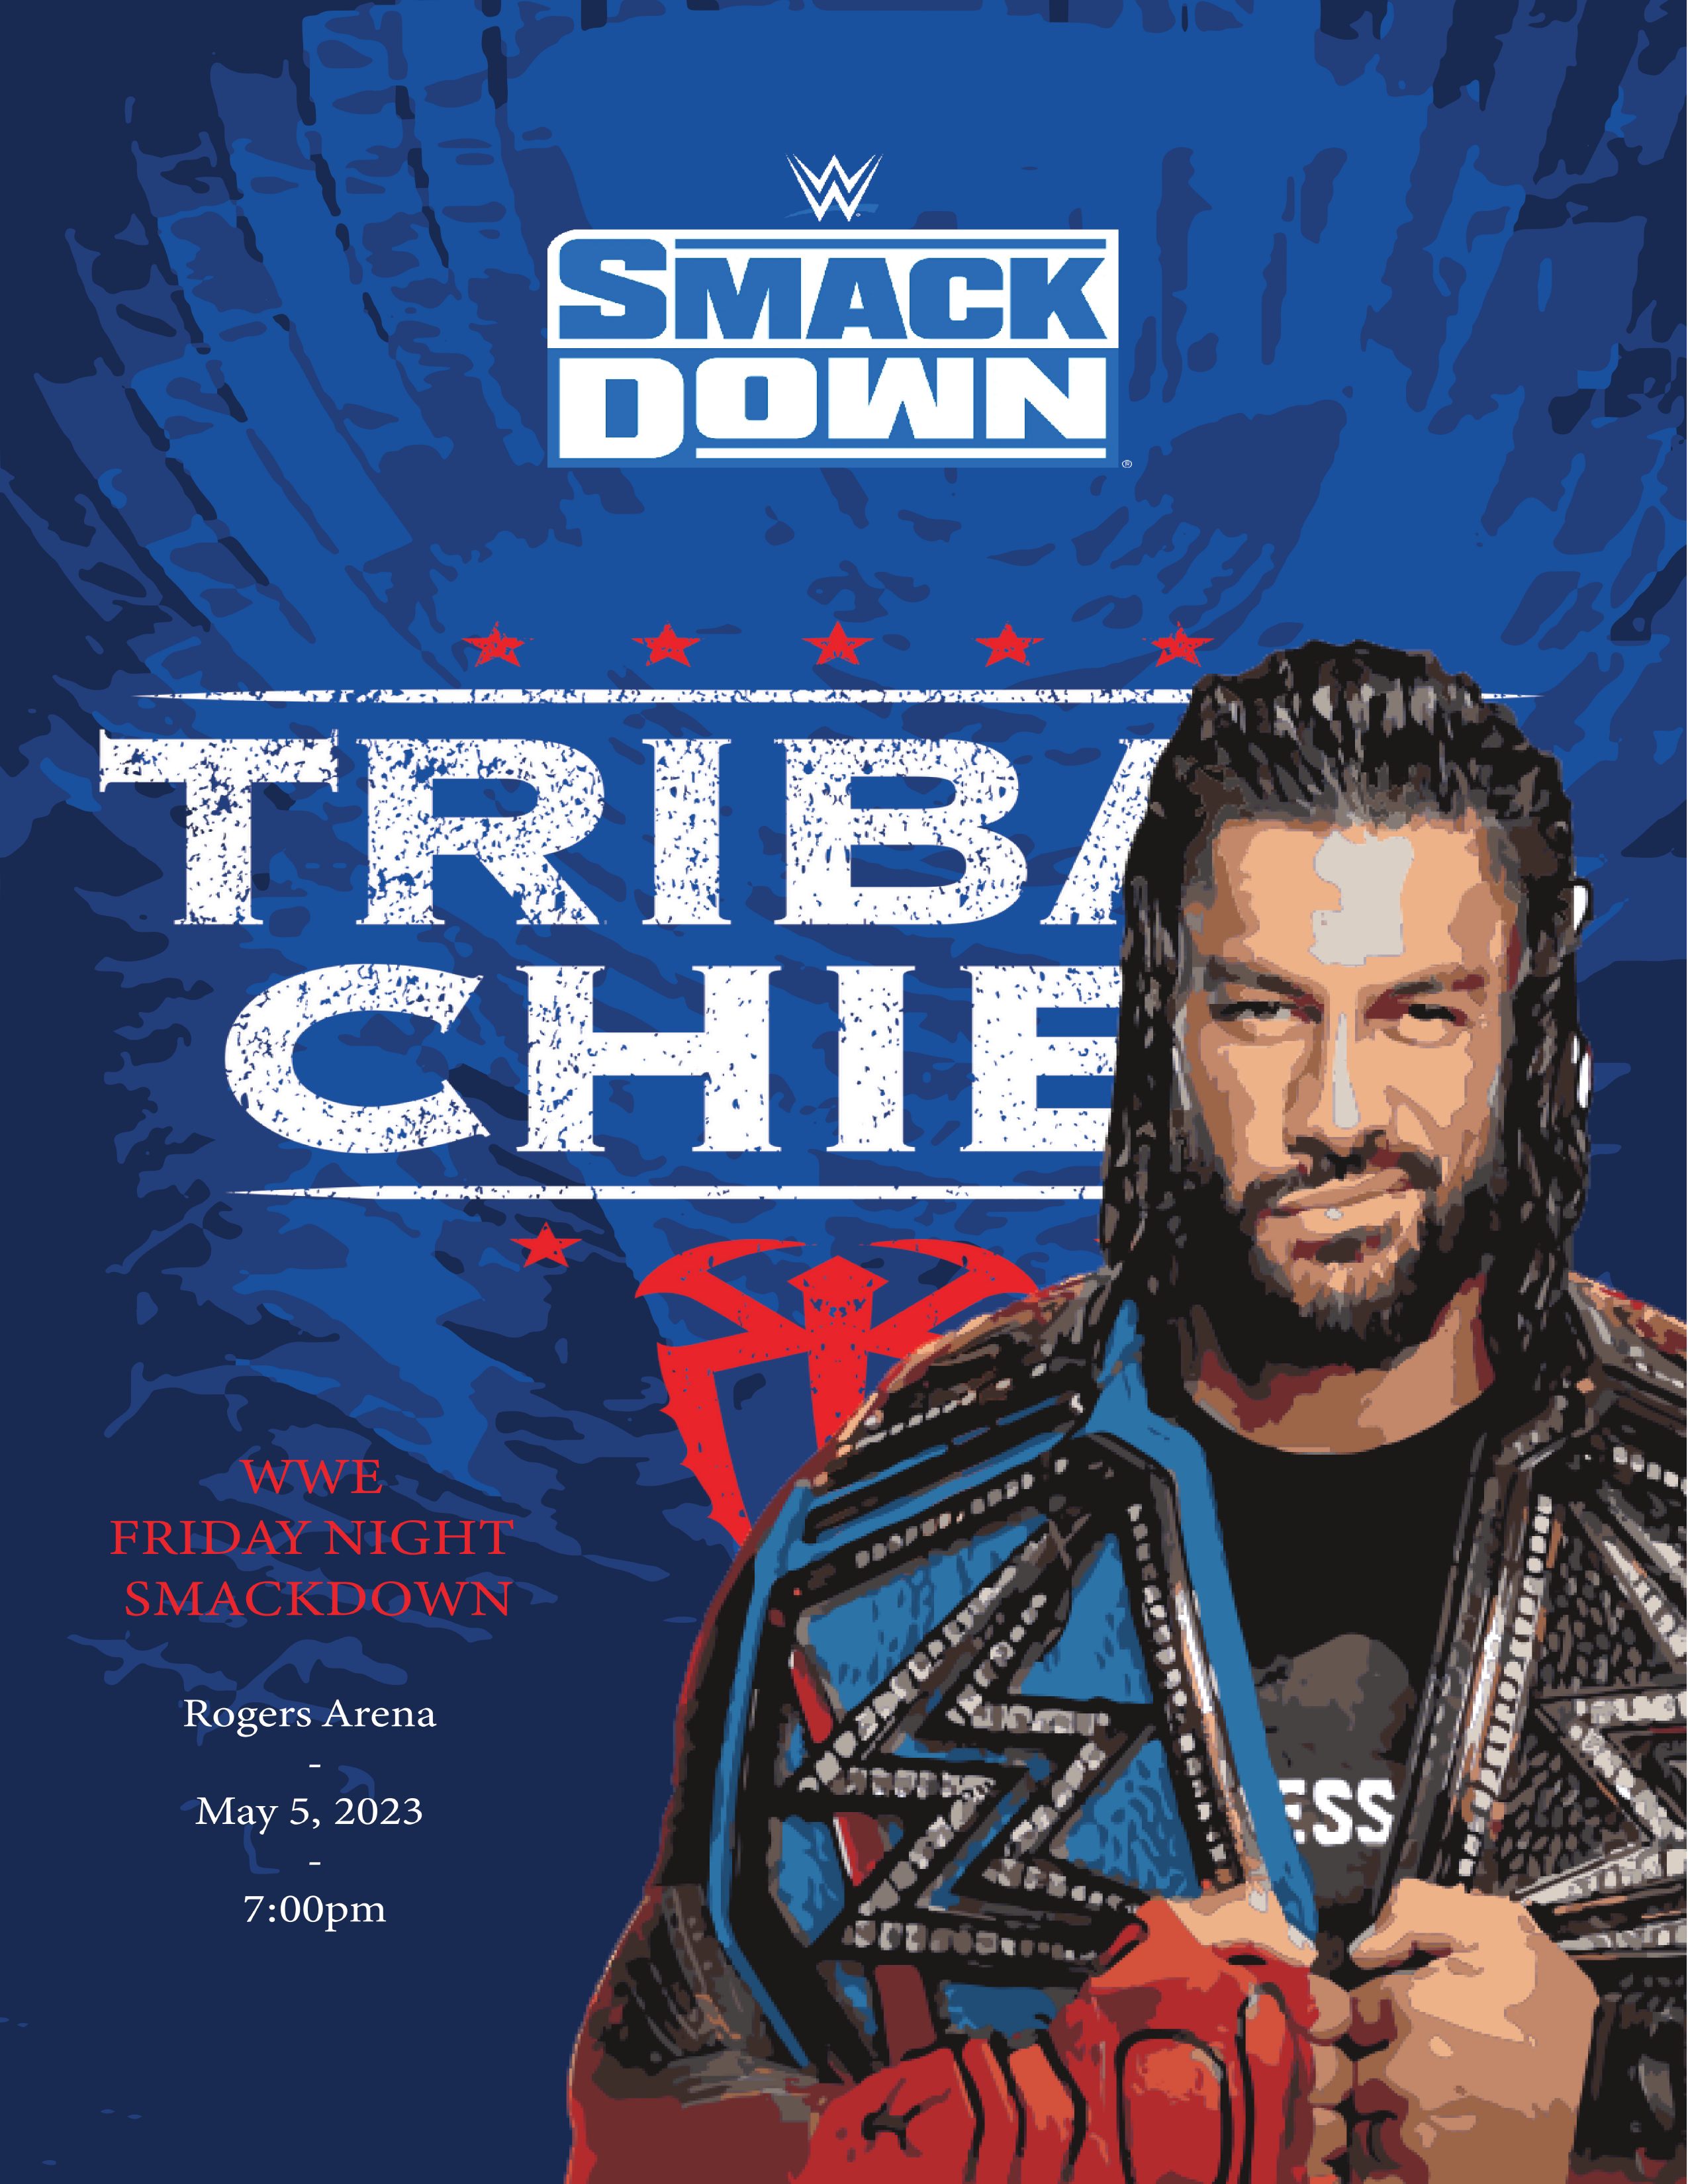 W
SMACK
DOWN
®
TRIBA
CHIE
WWE
FRIDAY NIGHT
SMACKDOWN
Rogers Arena
-
May 5, 2023
-
7:00pm
ESS